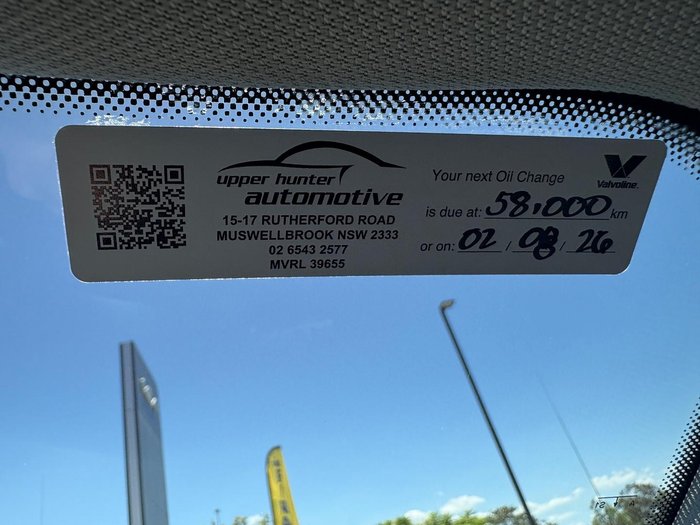 upper hunter
automotive
15-17 RUTHERFORD ROAD
MUSWELLBROOK NSW 2333
02 6543 2577
MVRL 39655
Your next Oil Change
is due at: 58,000 km
or on: 02 / 08 / 26
Valvoline.